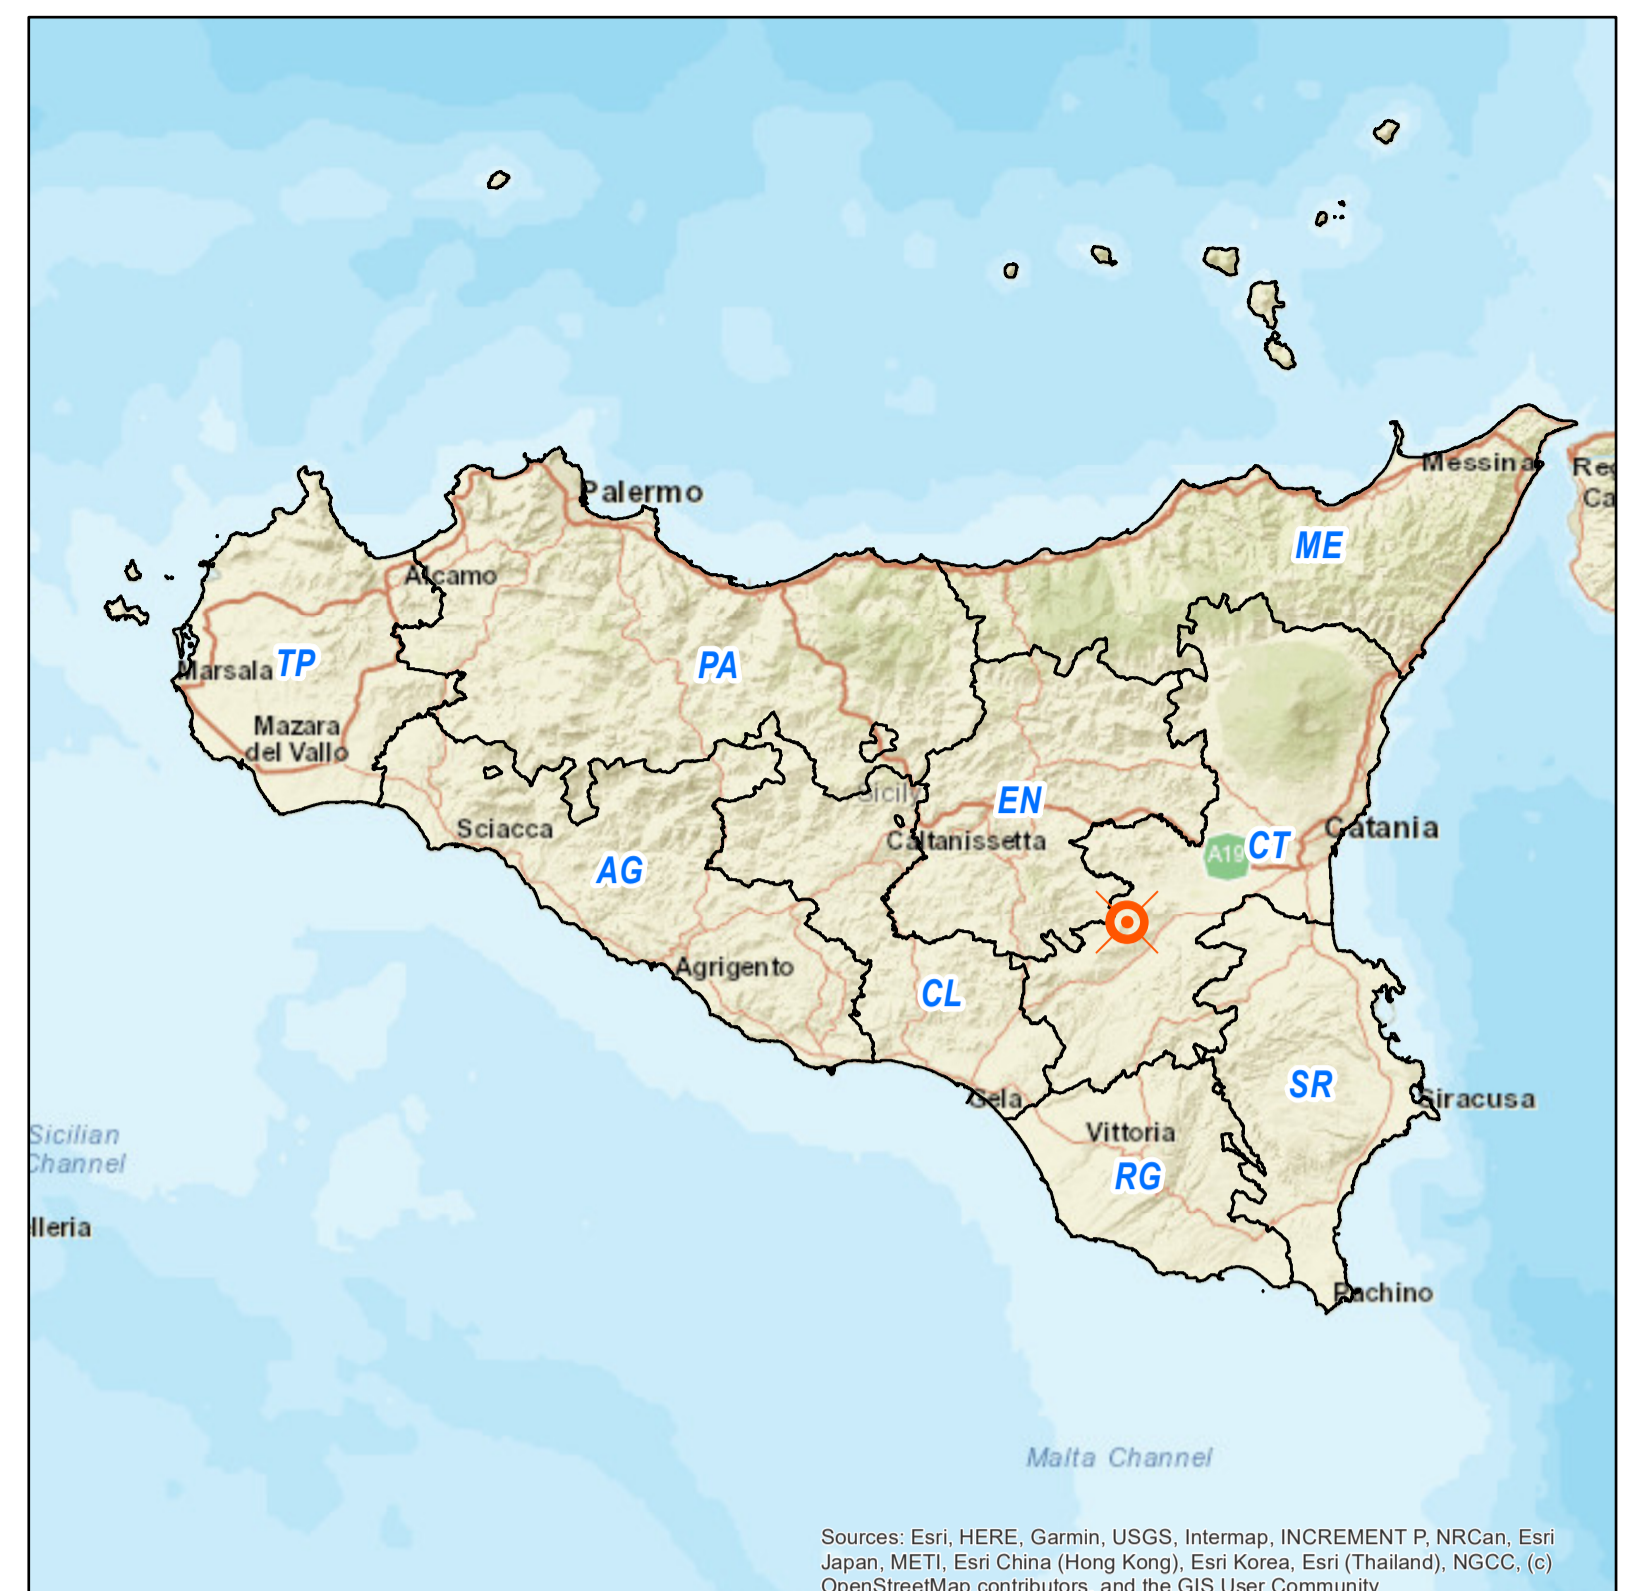 Palermo
Messina
Reg
Ca
ME
Alcamo
Marsala
TP
PA
Mazara
del Vallo
Sicily
EN
Sciacca
Caltanissetta
A19
CT
Catania
AG
Agrigento
CL
SR
Gela
Siracusa
Vittoria
Sicilian
Channel
RG
lleria
Pachino
Malta Channel
Sources: Esri, HERE, Garmin, USGS, Intermap, INCREMENT P, NRCan, Esri
Japan, METI, Esri China (Hong Kong), Esri Korea, Esri (Thailand), NGCC, (c)
OpenStreetMap contributors, and the GIS User Community